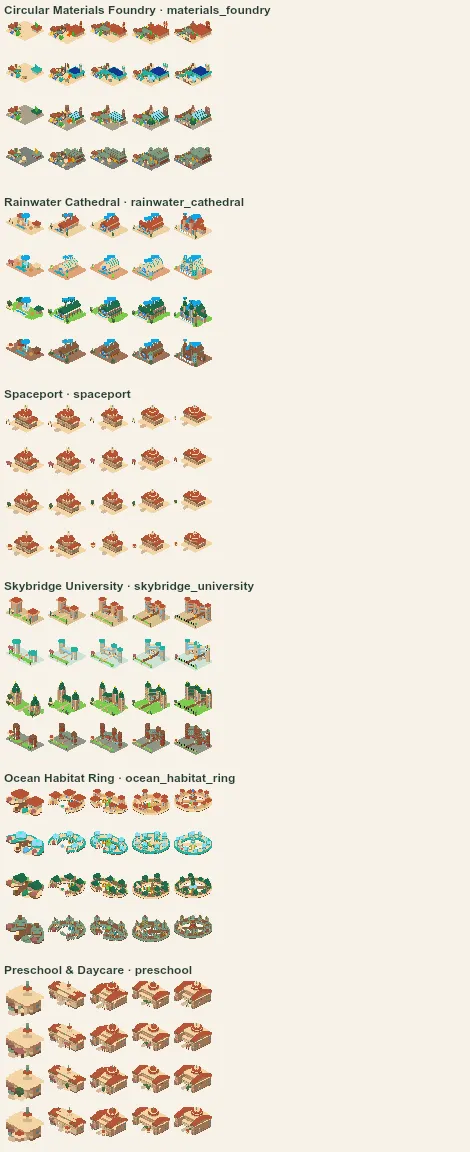 Circular Materials Foundry · materials_foundry
Rainwater Cathedral · rainwater_cathedral
Spaceport · spaceport
Skybridge University · skybridge_university
Ocean Habitat Ring · ocean_habitat_ring
Preschool & Daycare · preschool